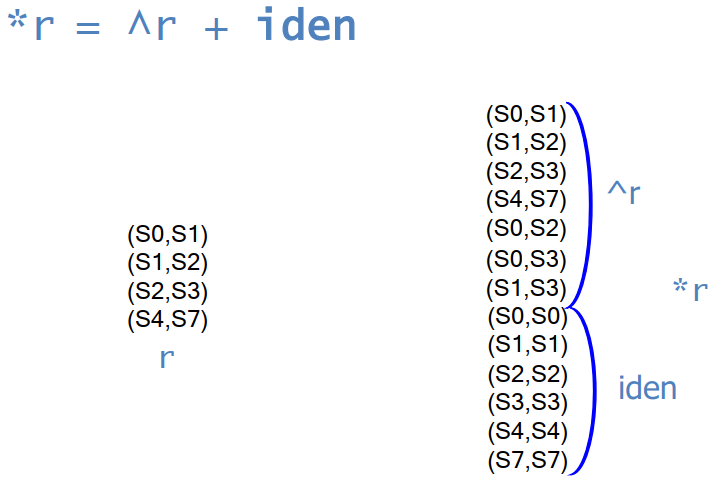 *r = ^r + iden
(S0,S1)
(S1,S2)
(S2,S3)
(S4,S7)
r
(S0,S1)
(S1,S2)
(S2,S3)
(S4,S7)
(S0,S2)
(S0,S3)
(S1,S3)
^r
(S0,S0)
(S1,S1)
(S2,S2)
(S3,S3)
(S4,S4)
(S7,S7)
iden
*r